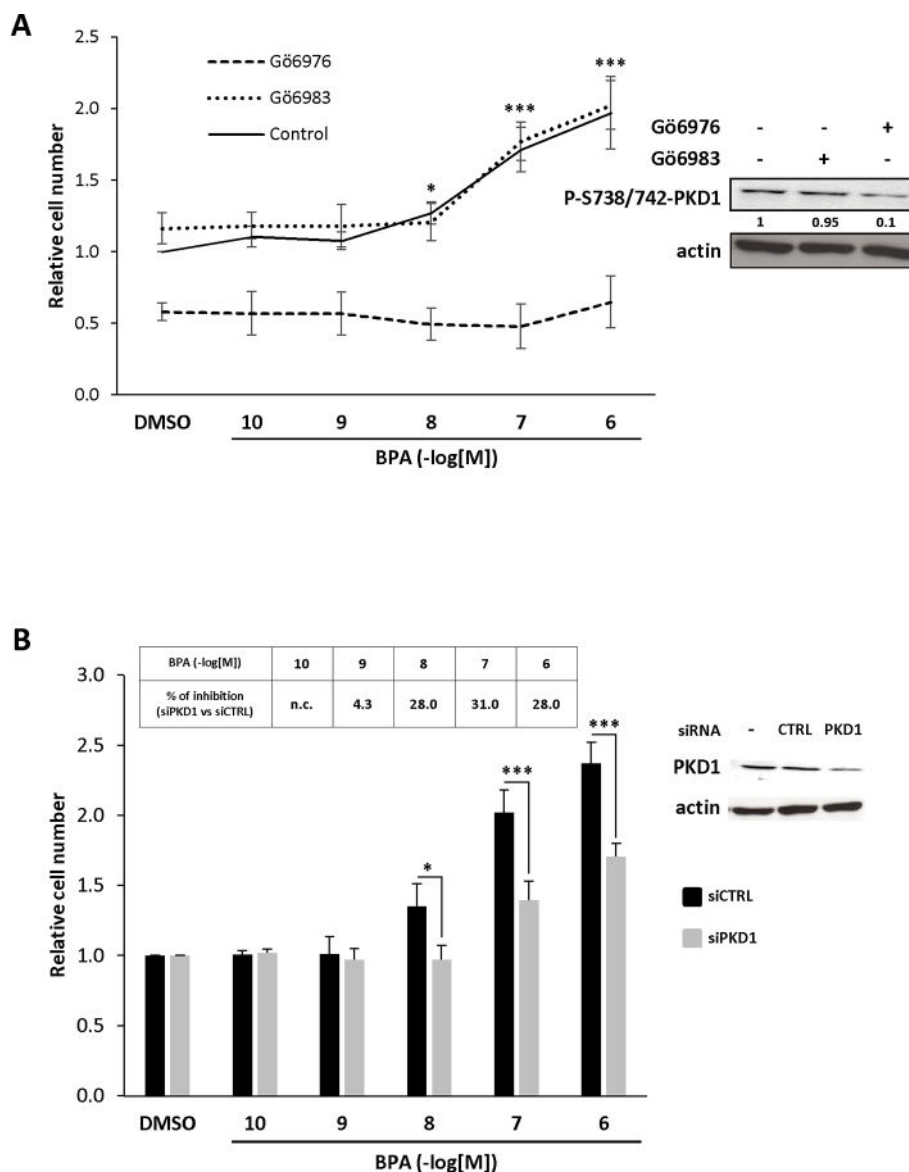 A
2.5
2.0
1.5
1.0
0.5
0.0
Relative cell number
Gö6976
Gö6983
Control
*
***
***
DMSO 10 9 8 7 6
BPA (-log[M])
Gö6976 - - +
Gö6983 - + -
P-S738/742-PKD1
1 0.95 0.1
actin
B
3.0
2.5
2.0
1.5
1.0
0.5
0.0
Relative cell number
BPA (-log[M]) 10 9 8 7 6
% of inhibition
(siPKD1 vs siCTRL) n.c. 4.3 28.0 31.0 28.0
*
***
***
DMSO 10 9 8 7 6
BPA (-log[M])
siRNA - CTRL PKD1
PKD1
actin
siCTRL
siPKD1